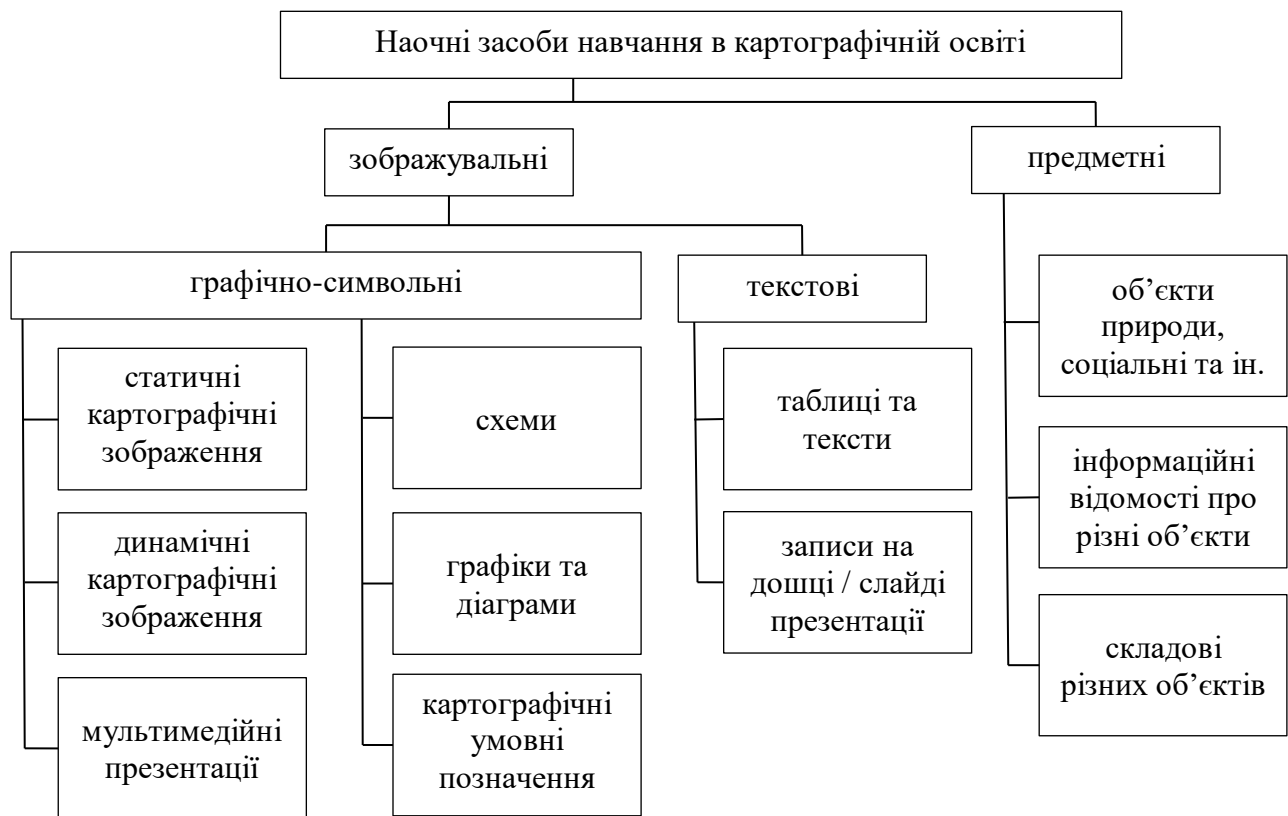 Наочні засоби навчання в картографічній освіті
зображувальні
предметні
графічно-символьні
текстові
статичні
картографічні
зображення
динамічні
картографічні
зображення
мультимедійні
презентації
схеми
графіки та
діаграми
картографічні
умовні
позначення
таблиці та
тексти
записи на
дошці / слайді
презентації
об’єкти
природи,
соціальні та ін.
інформаційні
відомості про
різні об’єкти
складові
різних об’єктів